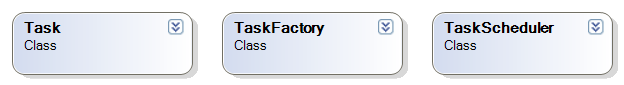 Task
Class
TaskFactory
Class
TaskScheduler
Class